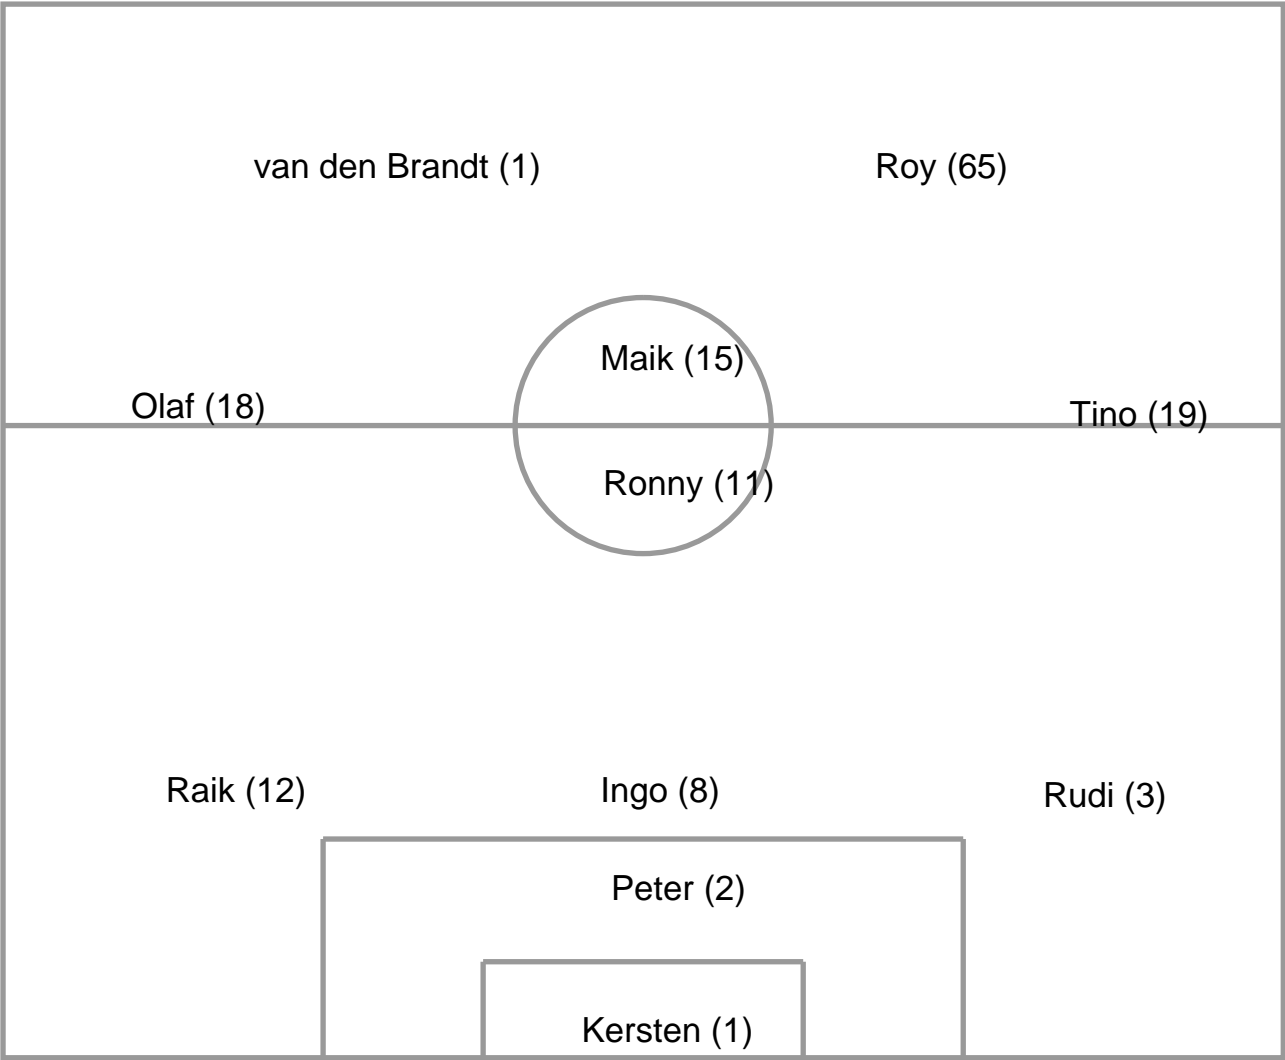 van den Brandt (1)
Roy (65)
Maik (15)
Olaf (18)
Tino (19)
Ronny (11)
Raik (12)
Ingo (8)
Rudi (3)
Peter (2)
Kersten (1)